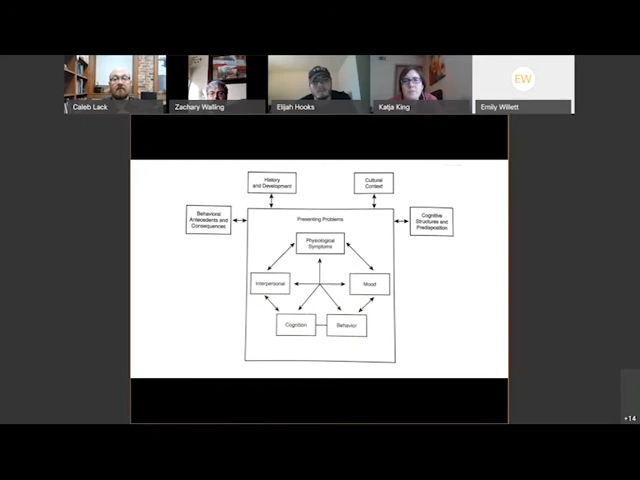 Caleb Lack
Zachary Walling
Elijah Hooks
Katja King
EW
Emily Willett
History
and Development
Cultural
Context
Behavioral
Antecedents and
Consequences
Cognitive
Structures and
Predisposition
Presenting Problems
Physiological
Symptoms
Interpersonal
Mood
Cognition
Behavior
+14